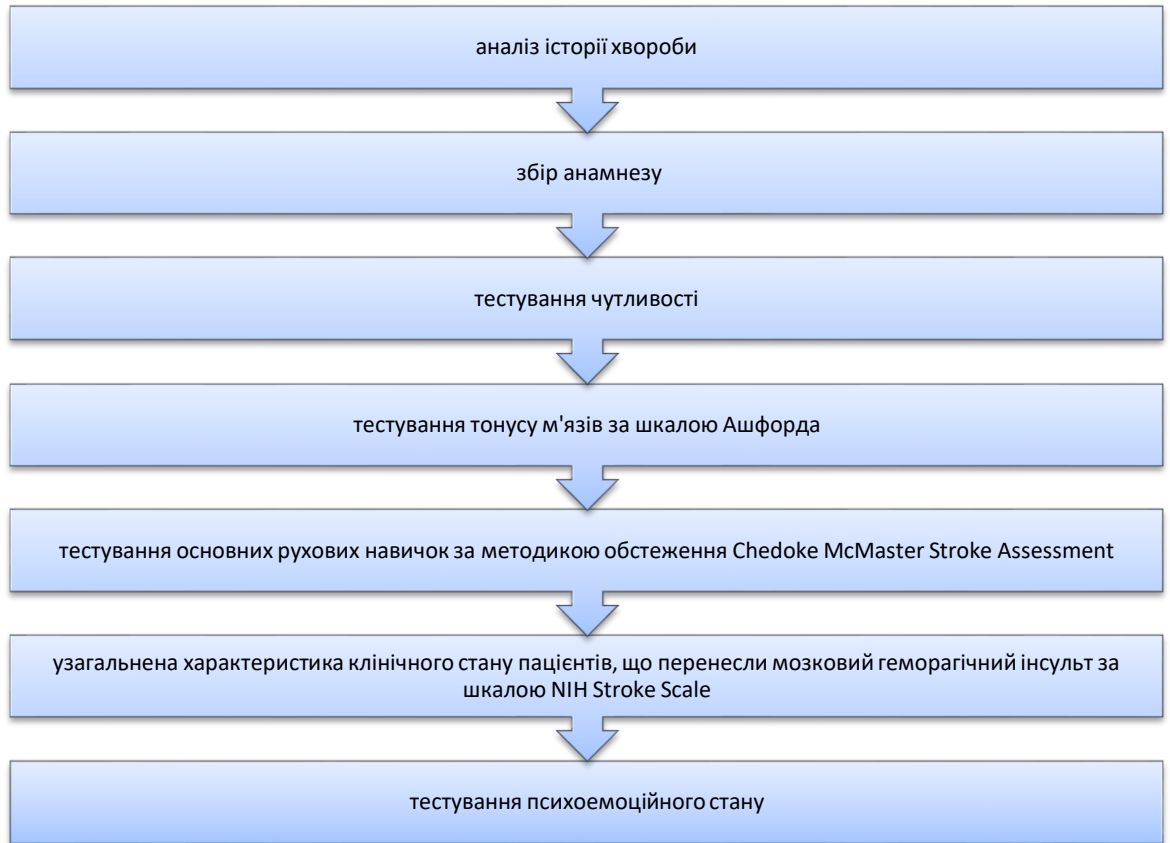 аналіз історії хвороби
збір анамнезу
тестування чутливості
тестування тонусу м'язів за шкалою Ашфорда
тестування основних рухових навичок за методикою обстеження Chedoke McMaster Stroke Assessment
узагальнена характеристика клінічного стану пацієнтів, що перенесли мозковий геморагічний інсульт за
шкалою NIH Stroke Scale
тестування психоемоційного стану